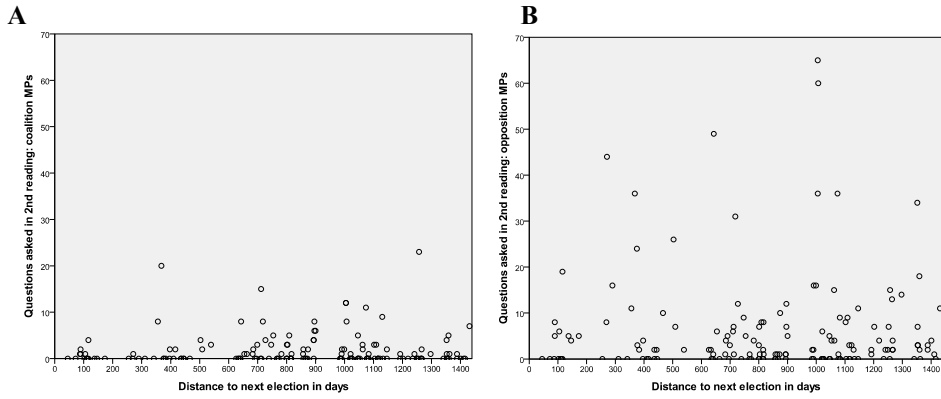 A
B
Questions asked in 2nd reading: coalition MPs
70
60
50
40
30
20
10
0
0 100 200 300 400 500 600 700 800 900 1000 1100 1200 1300 1400
Distance to next election in days
Questions asked in 2nd reading: opposition MPs
70
60
50
40
30
20
10
0
0 100 200 300 400 500 600 700 800 900 1000 1100 1200 1300 1400
Distance to next election in days